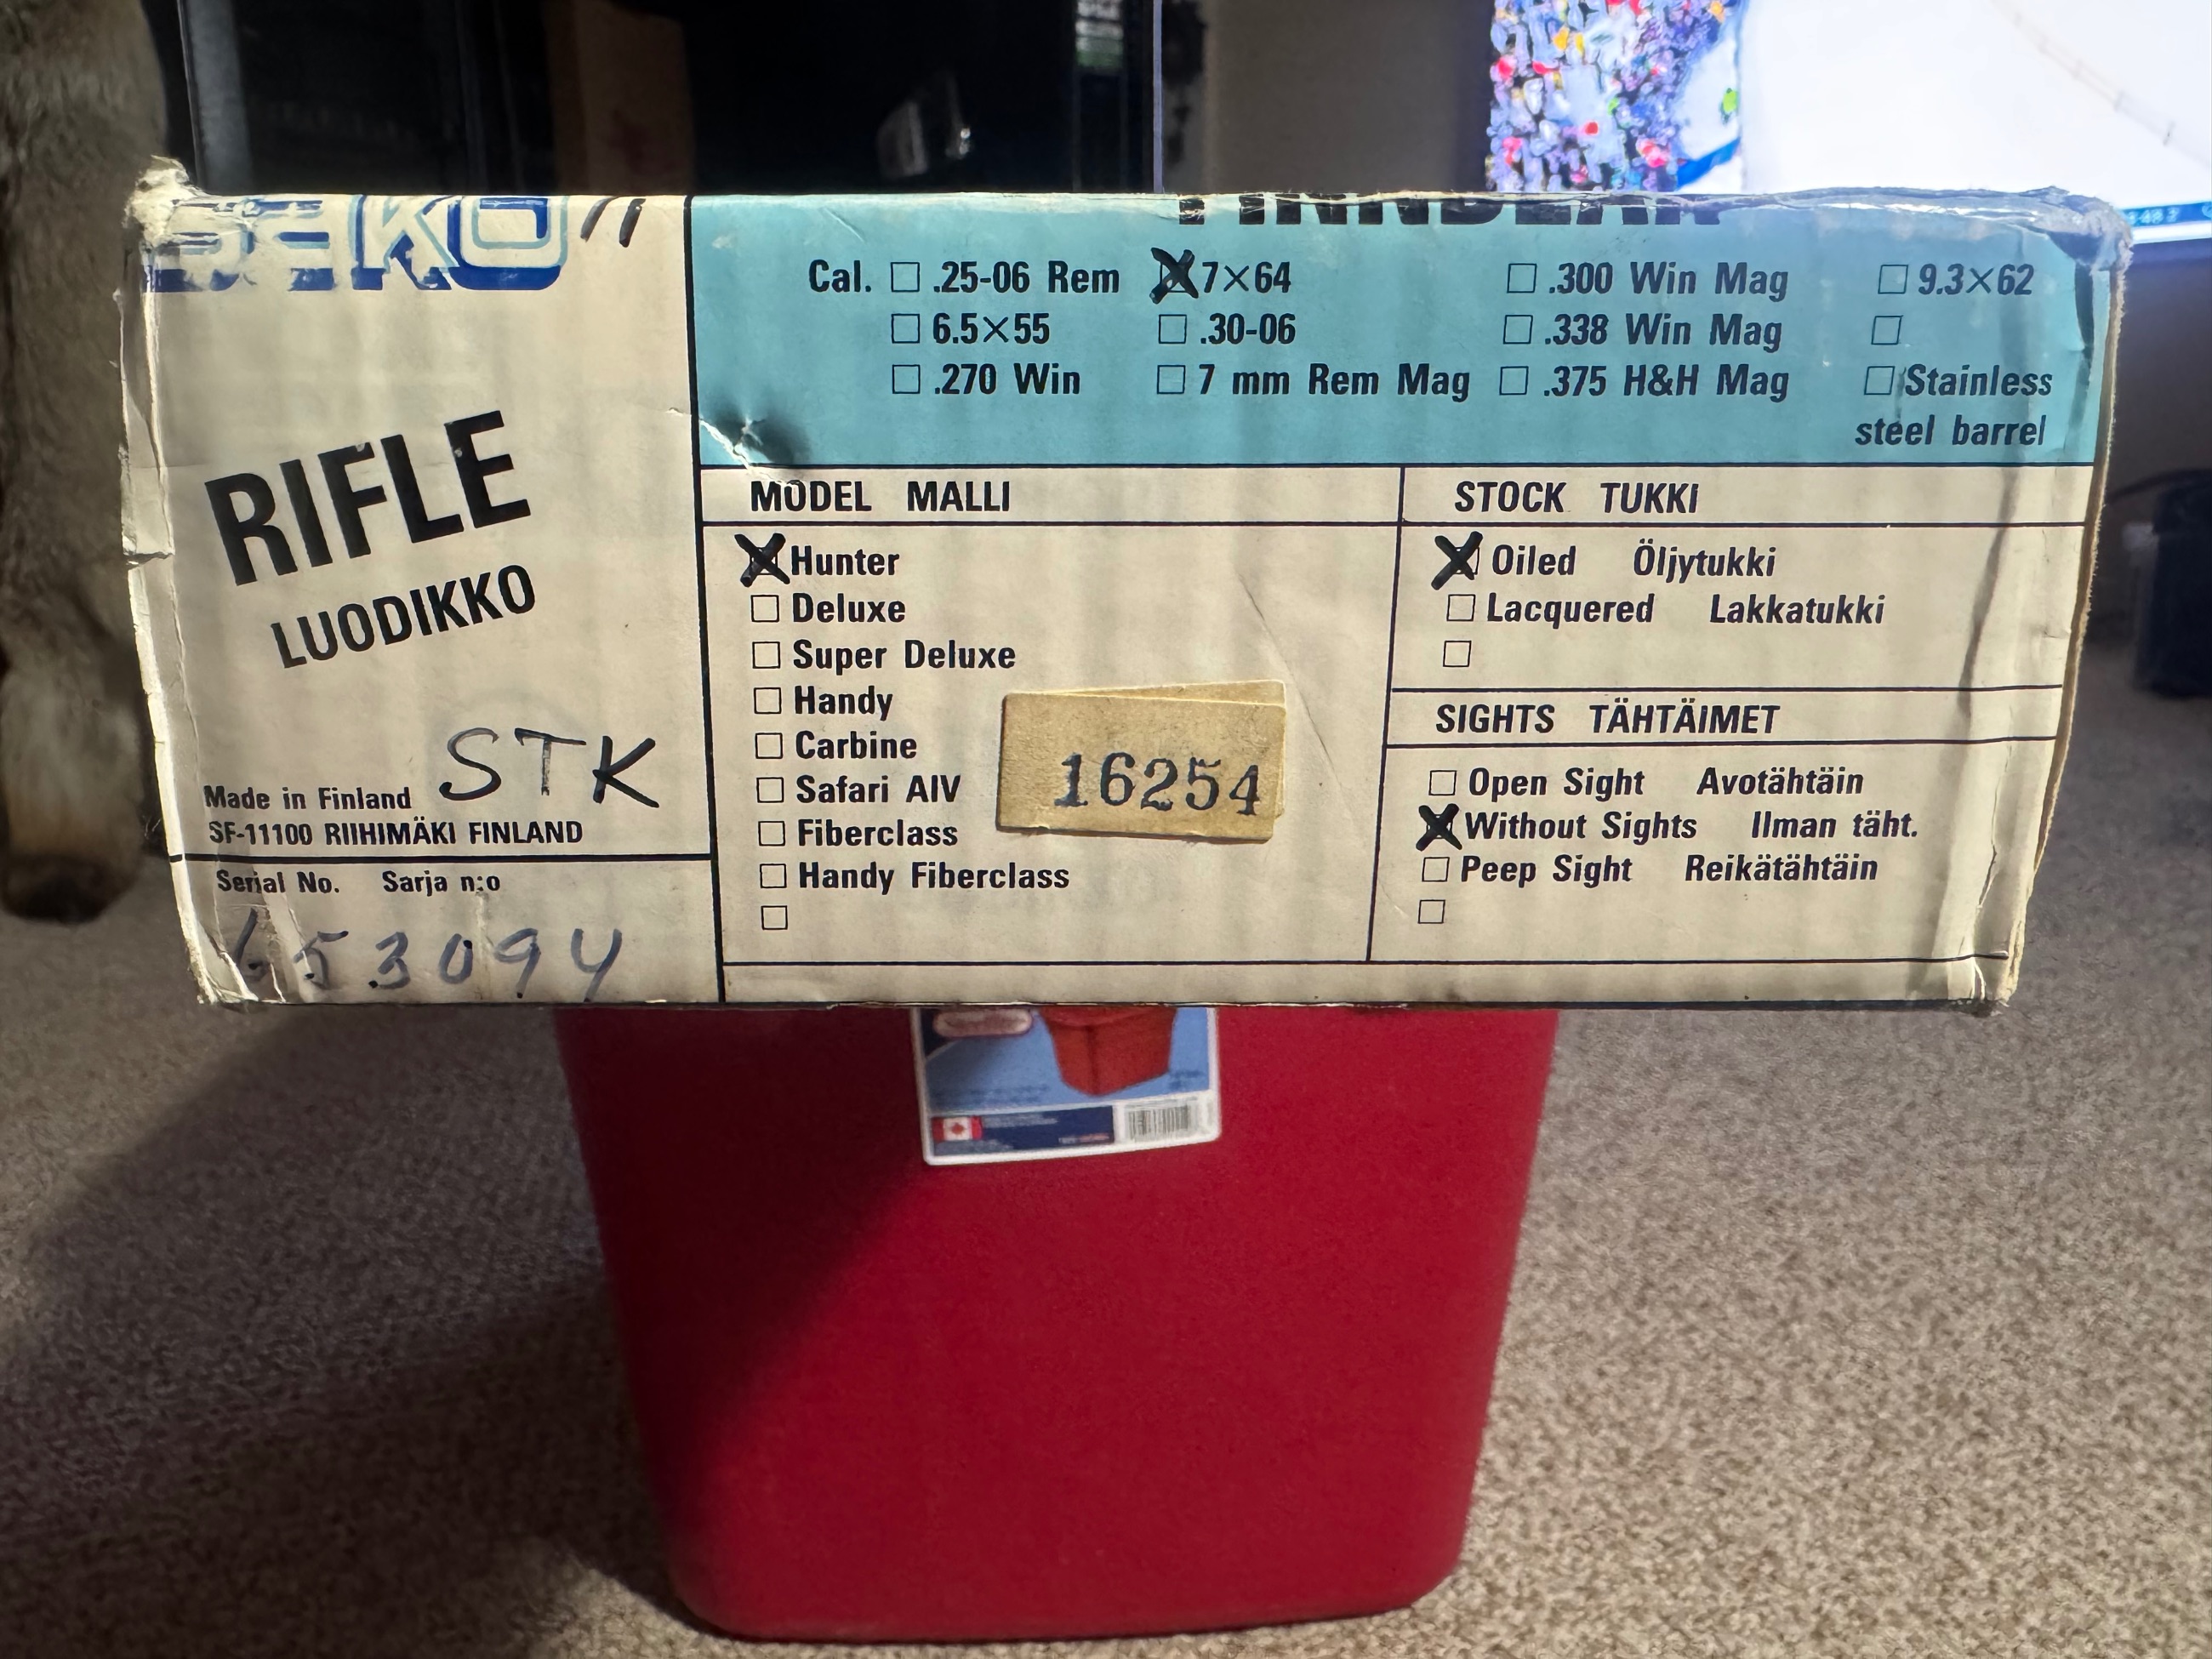 SAKO
RIFLE
LUODIKKO
STK
Made in Finland
SF-11100 RIIHIMÄKI FINLAND
Serial No. Sarja n:o
653094
FINNBEAR
Cal. ☐ .25-06 Rem ☒ 7×64 ☐ .300 Win Mag ☐ 9.3×62
☐ 6.5×55 ☐ .30-06 ☐ .338 Win Mag ☐
☐ .270 Win ☐ 7 mm Rem Mag ☐ .375 H&H Mag ☐ Stainless
steel barrel
MODEL MALLI
☒ Hunter
☐ Deluxe
☐ Super Deluxe
☐ Handy
☐ Carbine
☐ Safari AIV
☐ Fiberclass
☐ Handy Fiberclass
☐
16254
STOCK TUKKI
☒ Oiled Öljytukki
☐ Lacquered Lakkatukki
☐
SIGHTS TÄHTÄIMET
☐ Open Sight Avotähtäin
☒ Without Sights Ilman täht.
☐ Peep Sight Reikätähtäin
☐